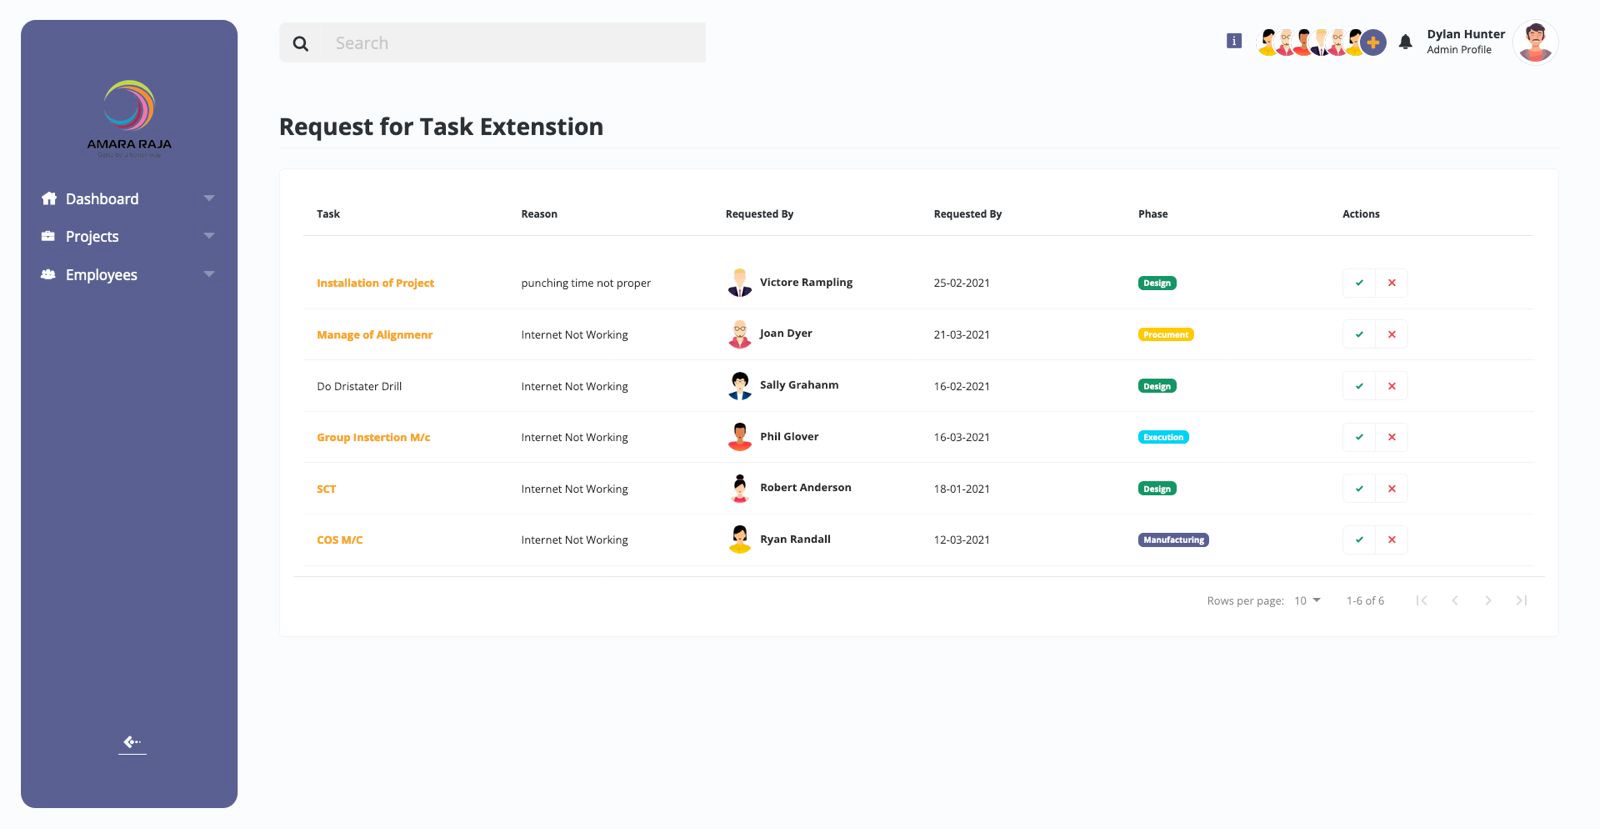 Search
i
Dylan Hunter
Admin Profile
AMARA RAJA
Request for Task Extenstion
Dashboard
Projects
Employees
Task Reason Requested By Requested By Phase Actions
Installation of Project punching time not proper Victore Rampling 25-02-2021 Design
Manage of Alignmenr Internet Not Working Joan Dyer 21-03-2021 Procument
Do Dristater Drill Internet Not Working Sally Grahanm 16-02-2021 Design
Group Instertion M/c Internet Not Working Phil Glover 16-03-2021 Execution
SCT Internet Not Working Robert Anderson 18-01-2021 Design
COS M/C Internet Not Working Ryan Randall 12-03-2021 Manufacturing
Rows per page: 10 1-6 of 6